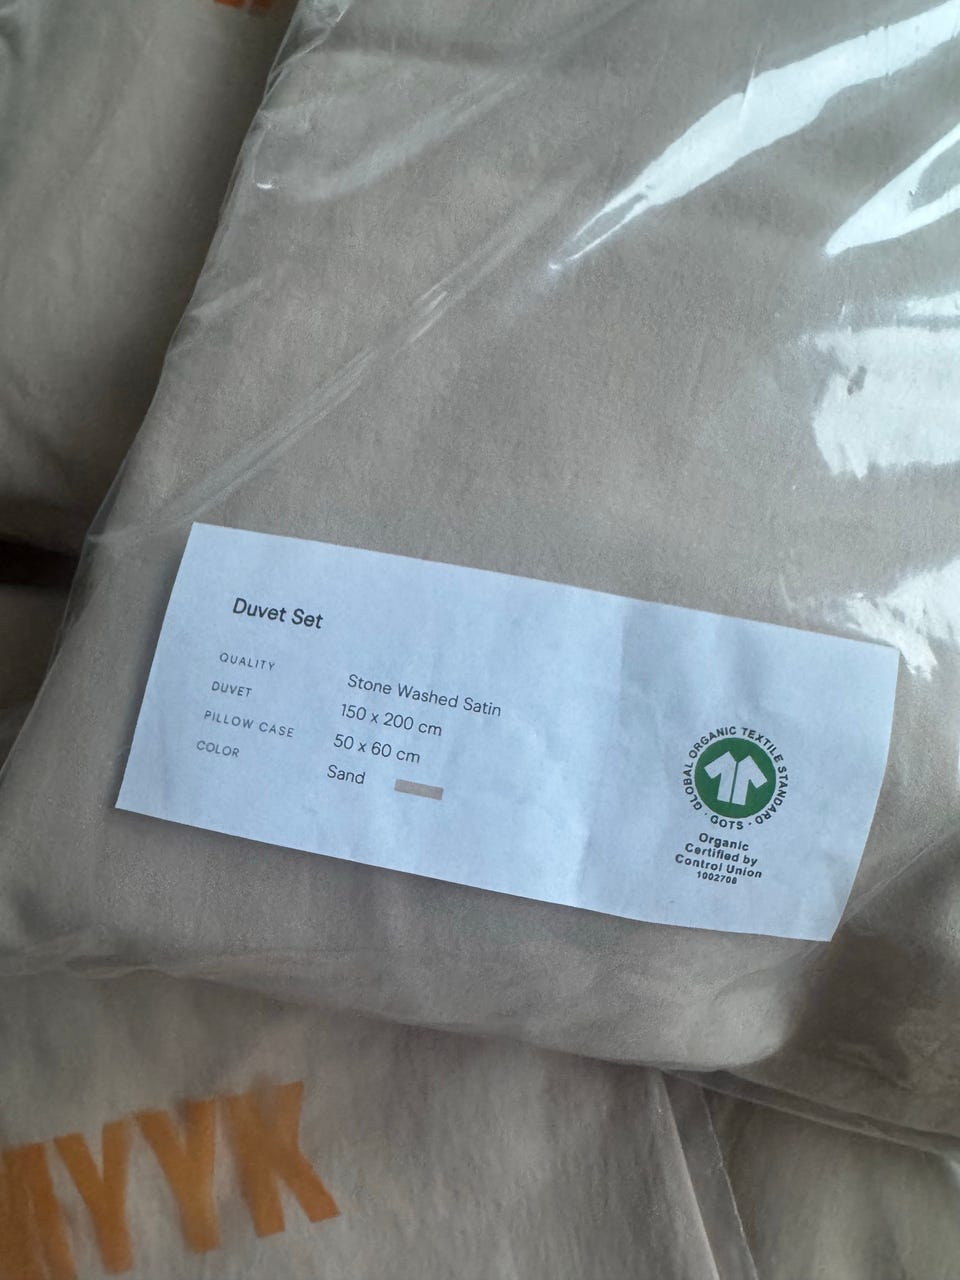 Duvet Set
QUALITY Stone Washed Satin
DUVET 150 x 200 cm
PILLOW CASE 50 x 60 cm
COLOR Sand
GLOBAL ORGANIC TEXTILE STANDARD
· GOTS ·
Organic
Certified by
Control Union
1002708
YYK